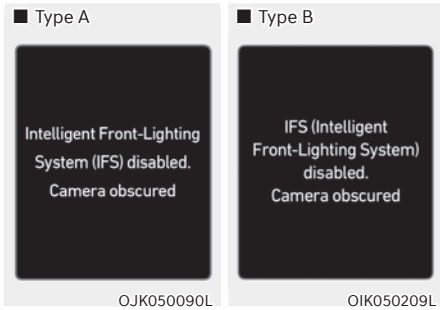 ■ Type A
Intelligent Front-Lighting
System (IFS) disabled.
Camera obscured
OJK050090L
■ Type B
IFS (Intelligent
Front-Lighting System)
disabled.
Camera obscured
OIK050209L